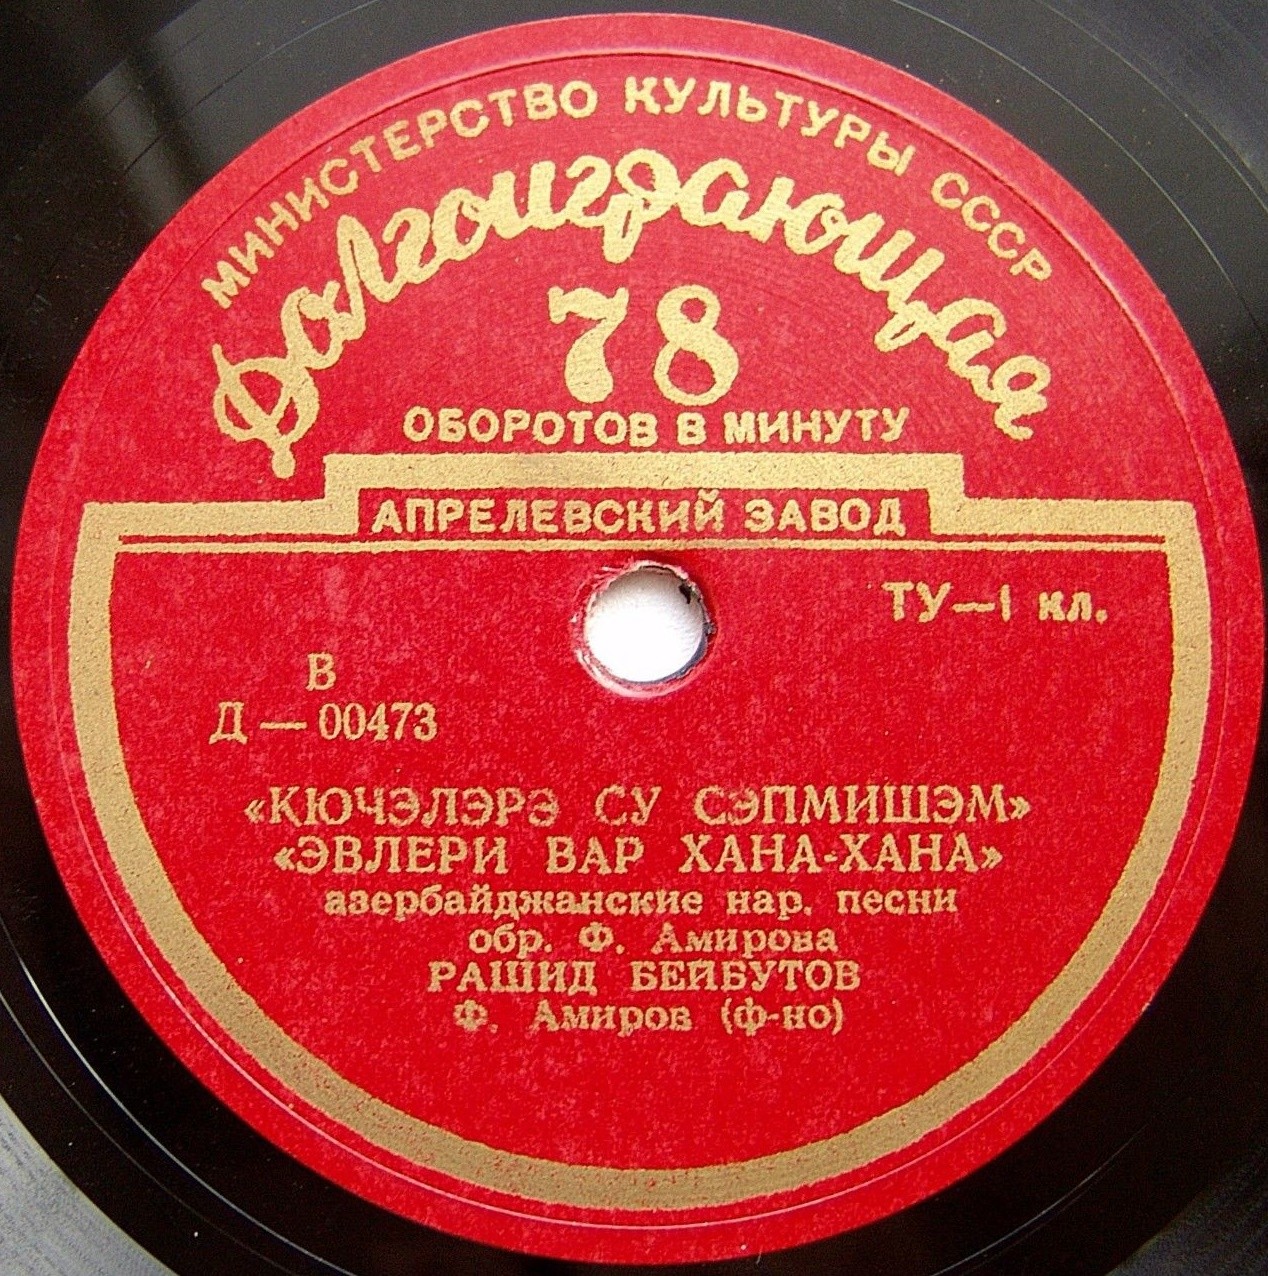 МИНИСТЕРСТВО КУЛЬТУРЫ СССР
Долгоиграющая
78
ОБОРОТОВ В МИНУТУ
АПРЕЛЕВСКИЙ ЗАВОД
ТУ—I кл.
В
Д — 00473
«КЮЧЭЛЭРЭ СУ СЭПМИШЭМ»
«ЭВЛЕРИ ВАР ХАНА-ХАНА»
азербайджанские нар. песни
обр. Ф. Амирова
РАШИД БЕЙБУТОВ
Ф. Амиров (ф-но)